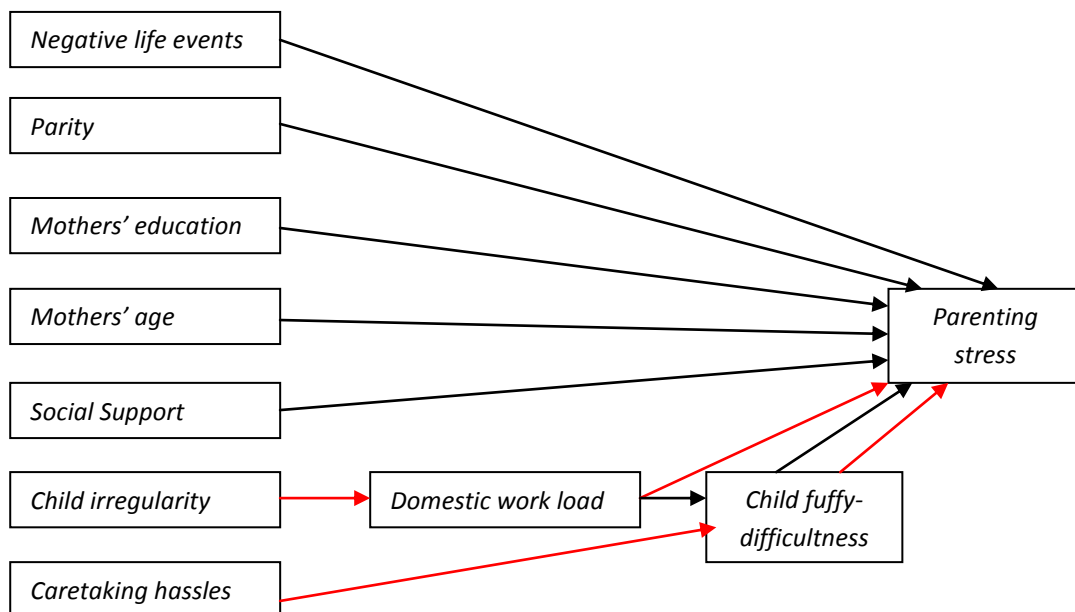 Negative life events
Parity
Mothers’ education
Mothers’ age
Parenting
stress
Social Support
Child irregularity
Domestic work load
Child fuffy-
difficultness
Caretaking hassles